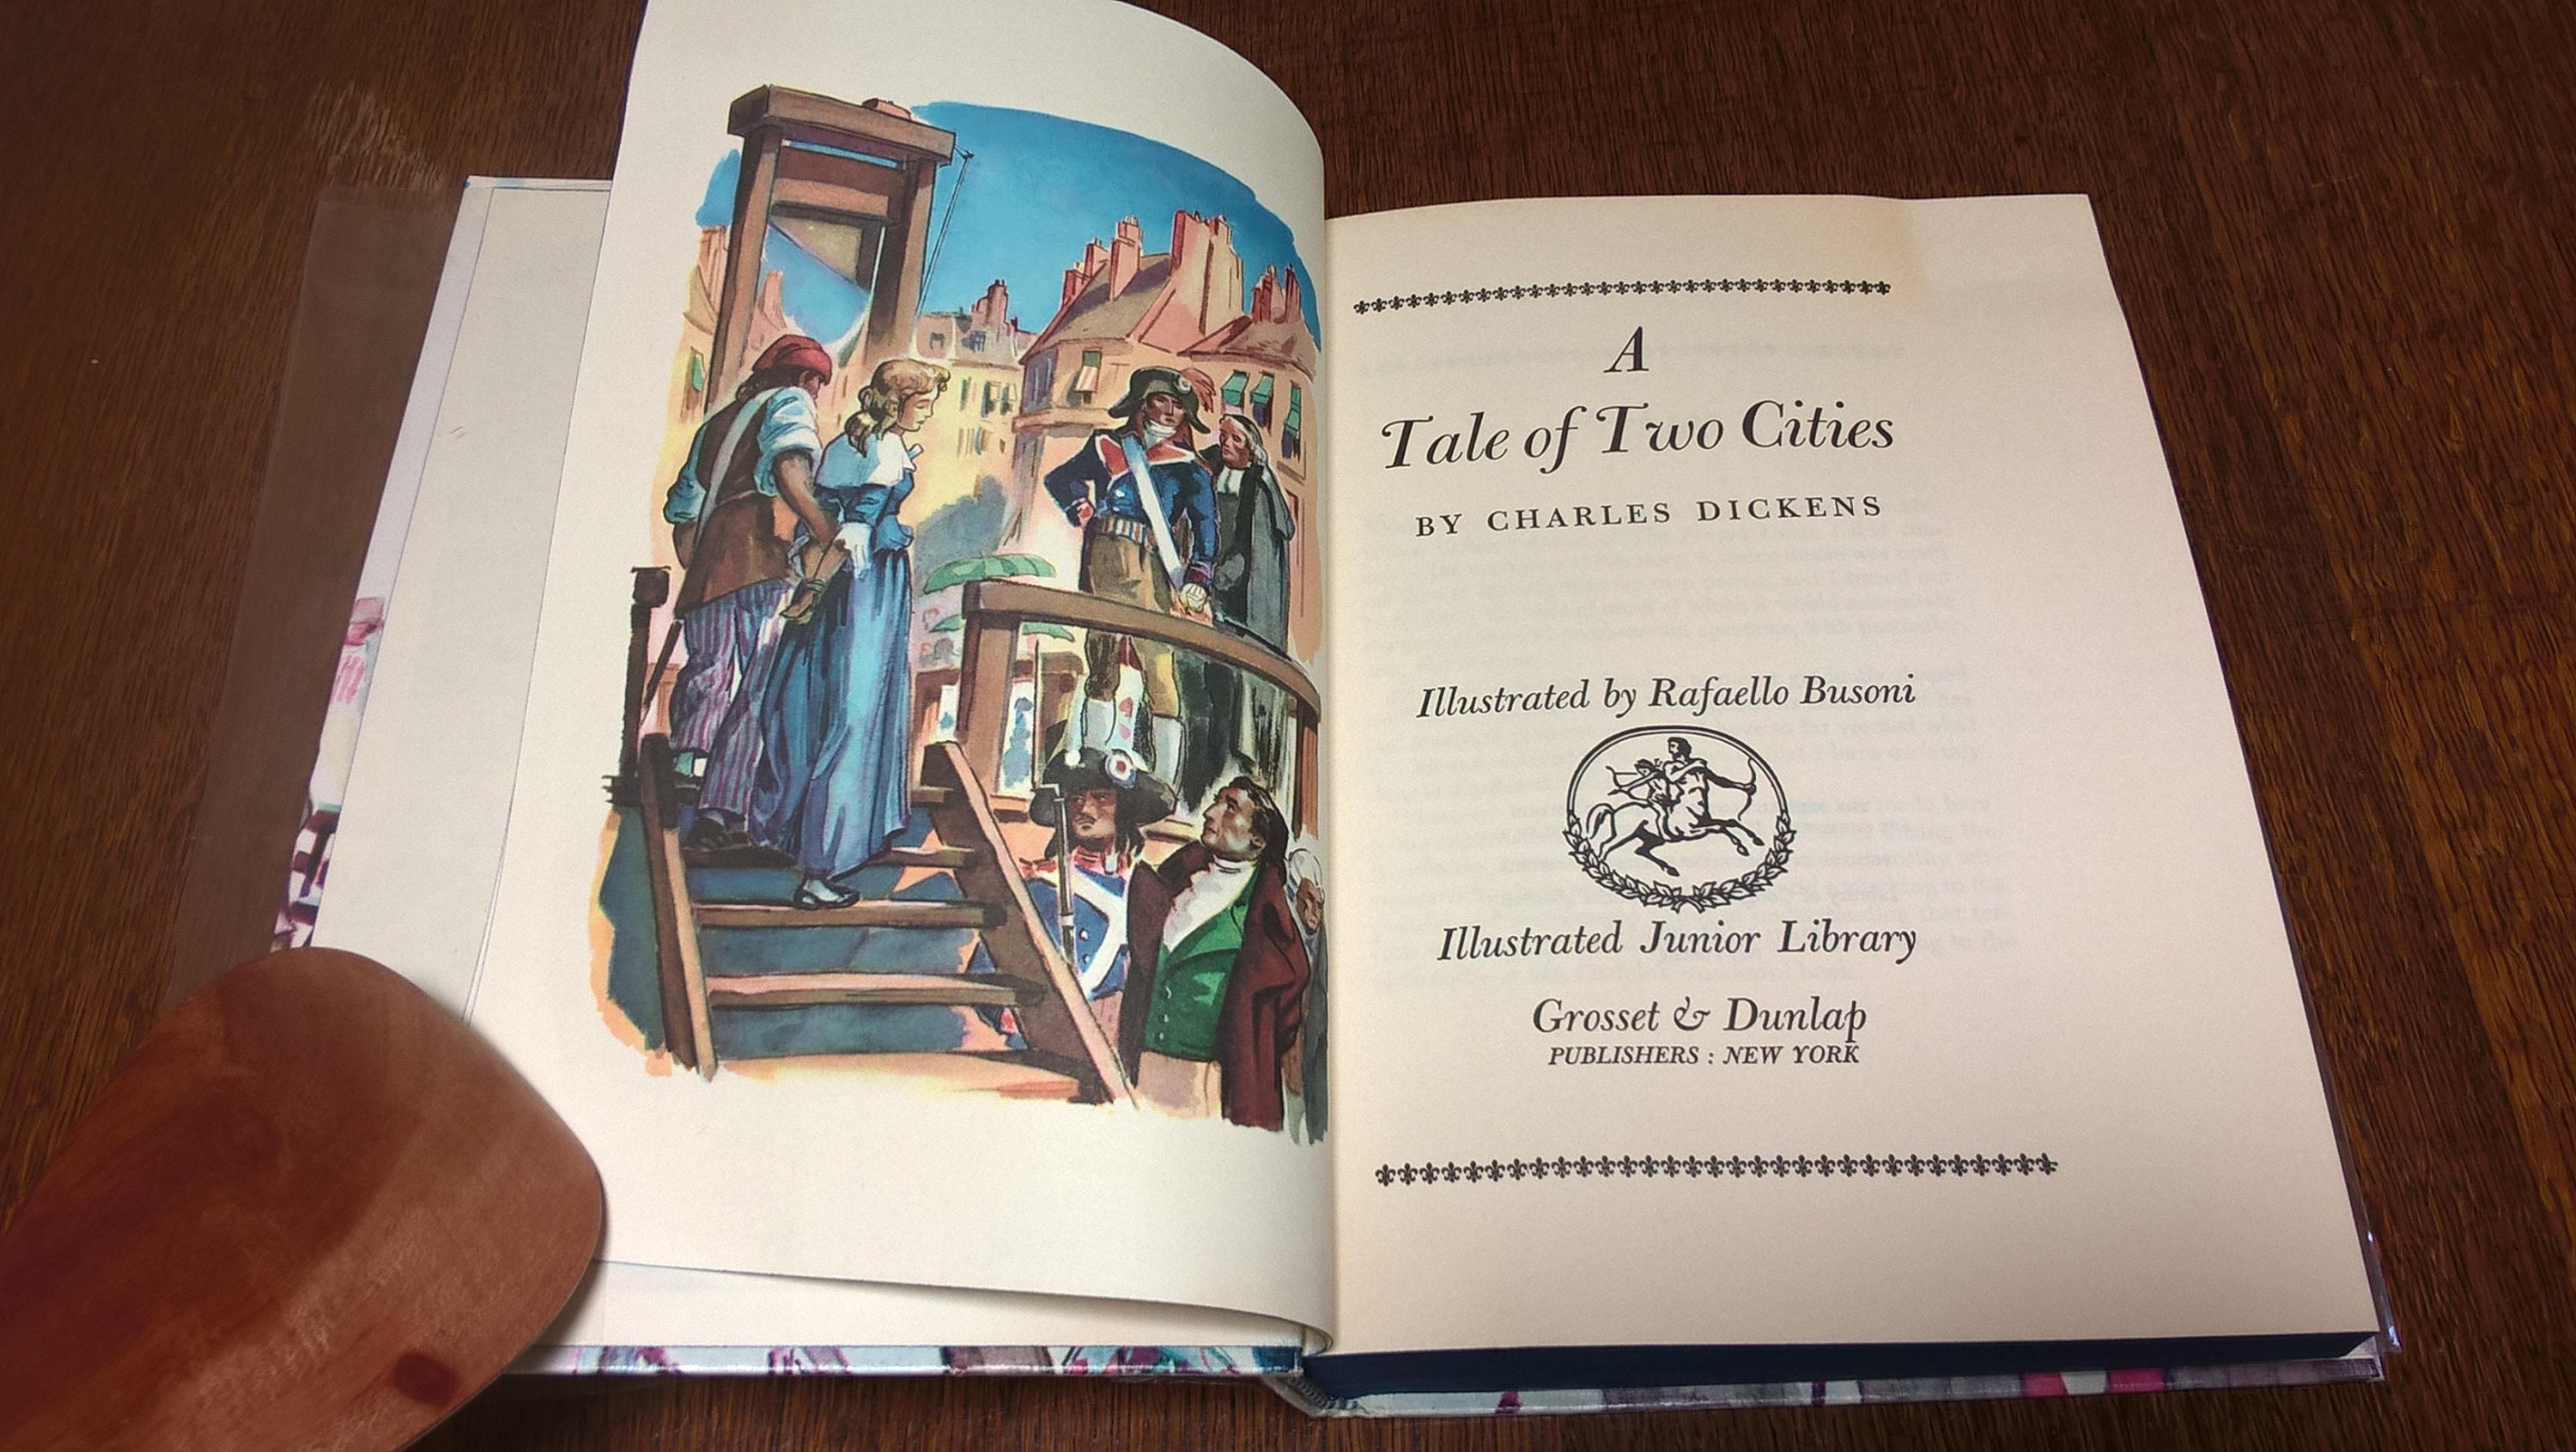 A
Tale of Two Cities
BY CHARLES DICKENS
Illustrated by Rafaello Busoni
Illustrated Junior Library
Grosset & Dunlap
PUBLISHERS : NEW YORK